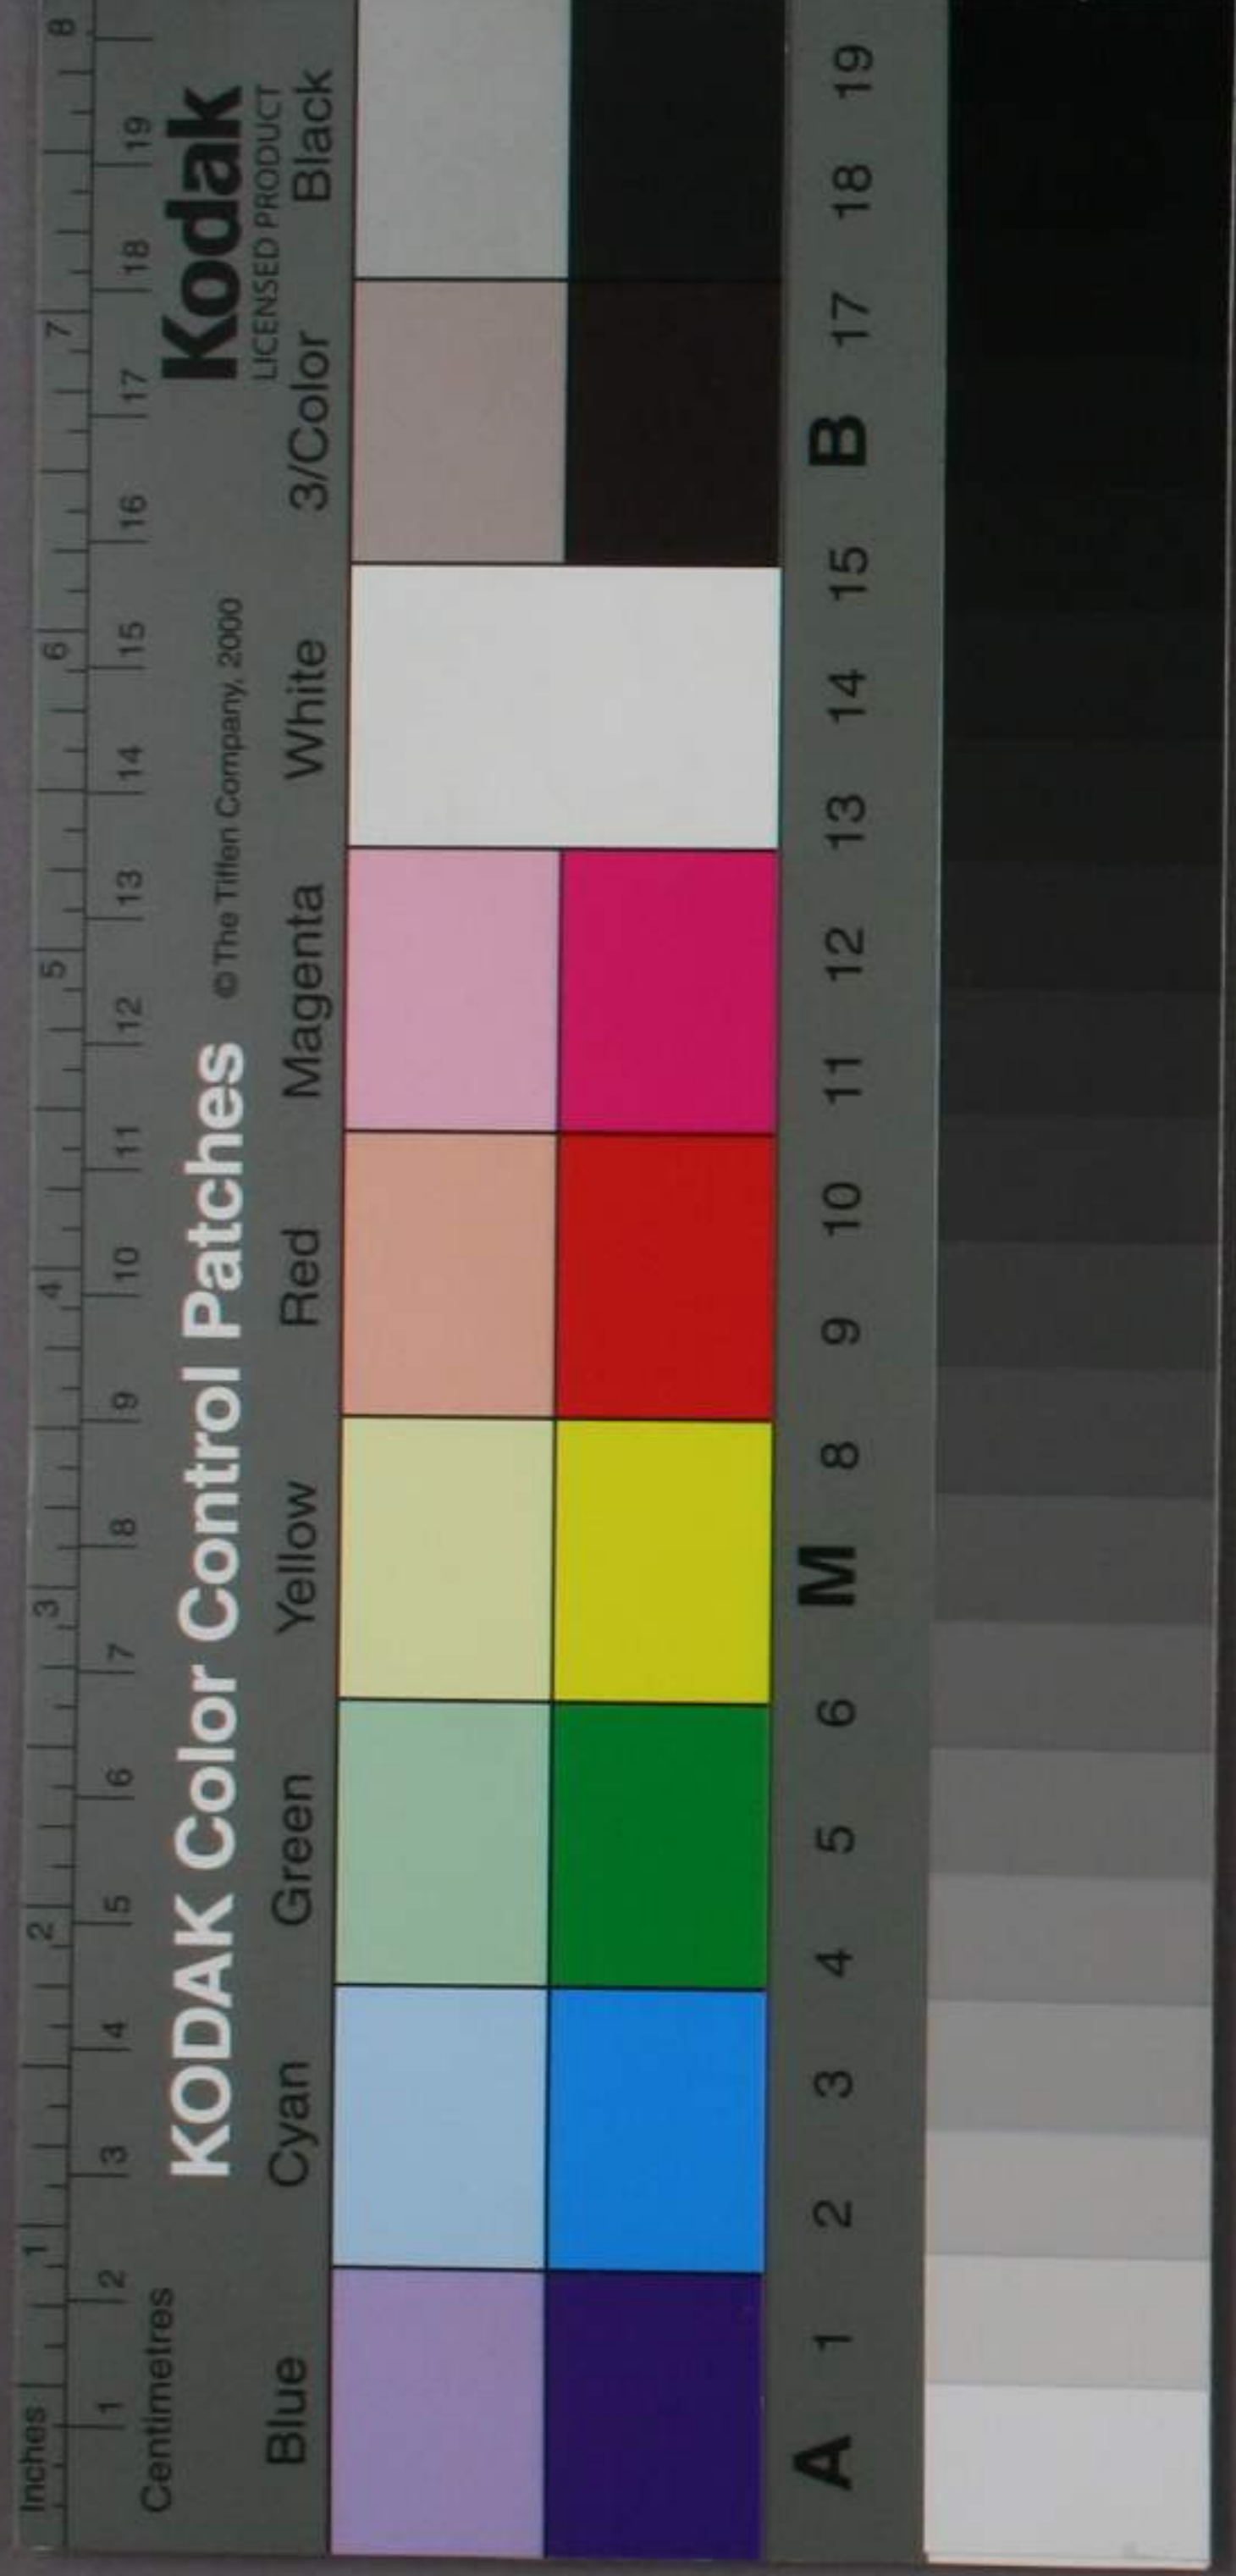 Inches 1 2 3 4 5 6 7 8
1 2 3 4 5 6 7 8 9 10 11 12 13 14 15 16 17 18 19
Centimetres
KODAK Color Control Patches © The Tiffen Company, 2000 Kodak
LICENSED PRODUCT
Blue Cyan Green Yellow Red Magenta White 3/Color Black
A 1 2 3 4 5 6 M 8 9 10 11 12 13 14 15 B 17 18 19